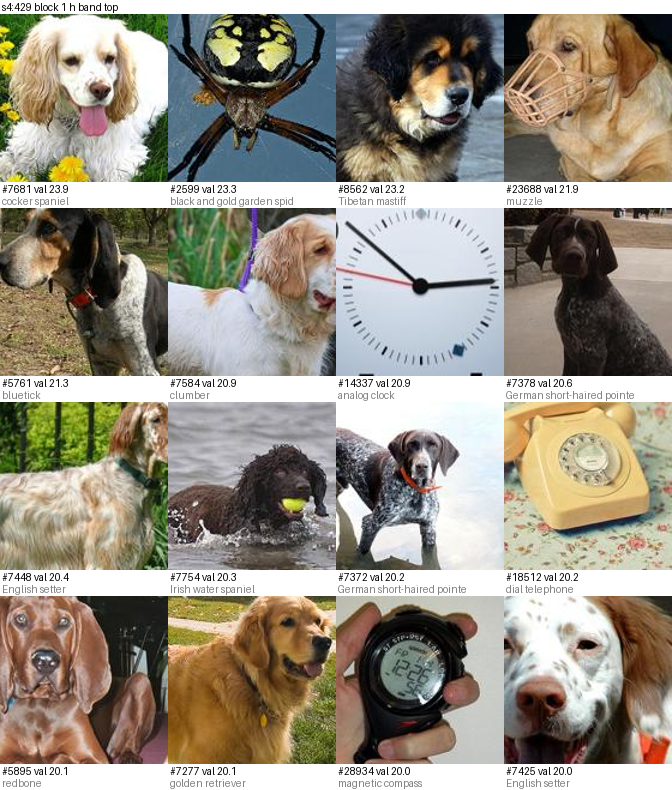 s4:429 block 1 h band top
#7681 val 23.9
cocker spaniel
#2599 val 23.3
black and gold garden spid
#8562 val 23.2
Tibetan mastiff
#23688 val 21.9
muzzle
#5761 val 21.3
bluetick
#7584 val 20.9
clumber
#14337 val 20.9
analog clock
#7378 val 20.6
German short-haired pointe
#7448 val 20.4
English setter
#7754 val 20.3
Irish water spaniel
#7372 val 20.2
German short-haired pointe
#18512 val 20.2
dial telephone
#5895 val 20.1
redbone
#7277 val 20.1
golden retriever
#28934 val 20.0
magnetic compass
#7425 val 20.0
English setter